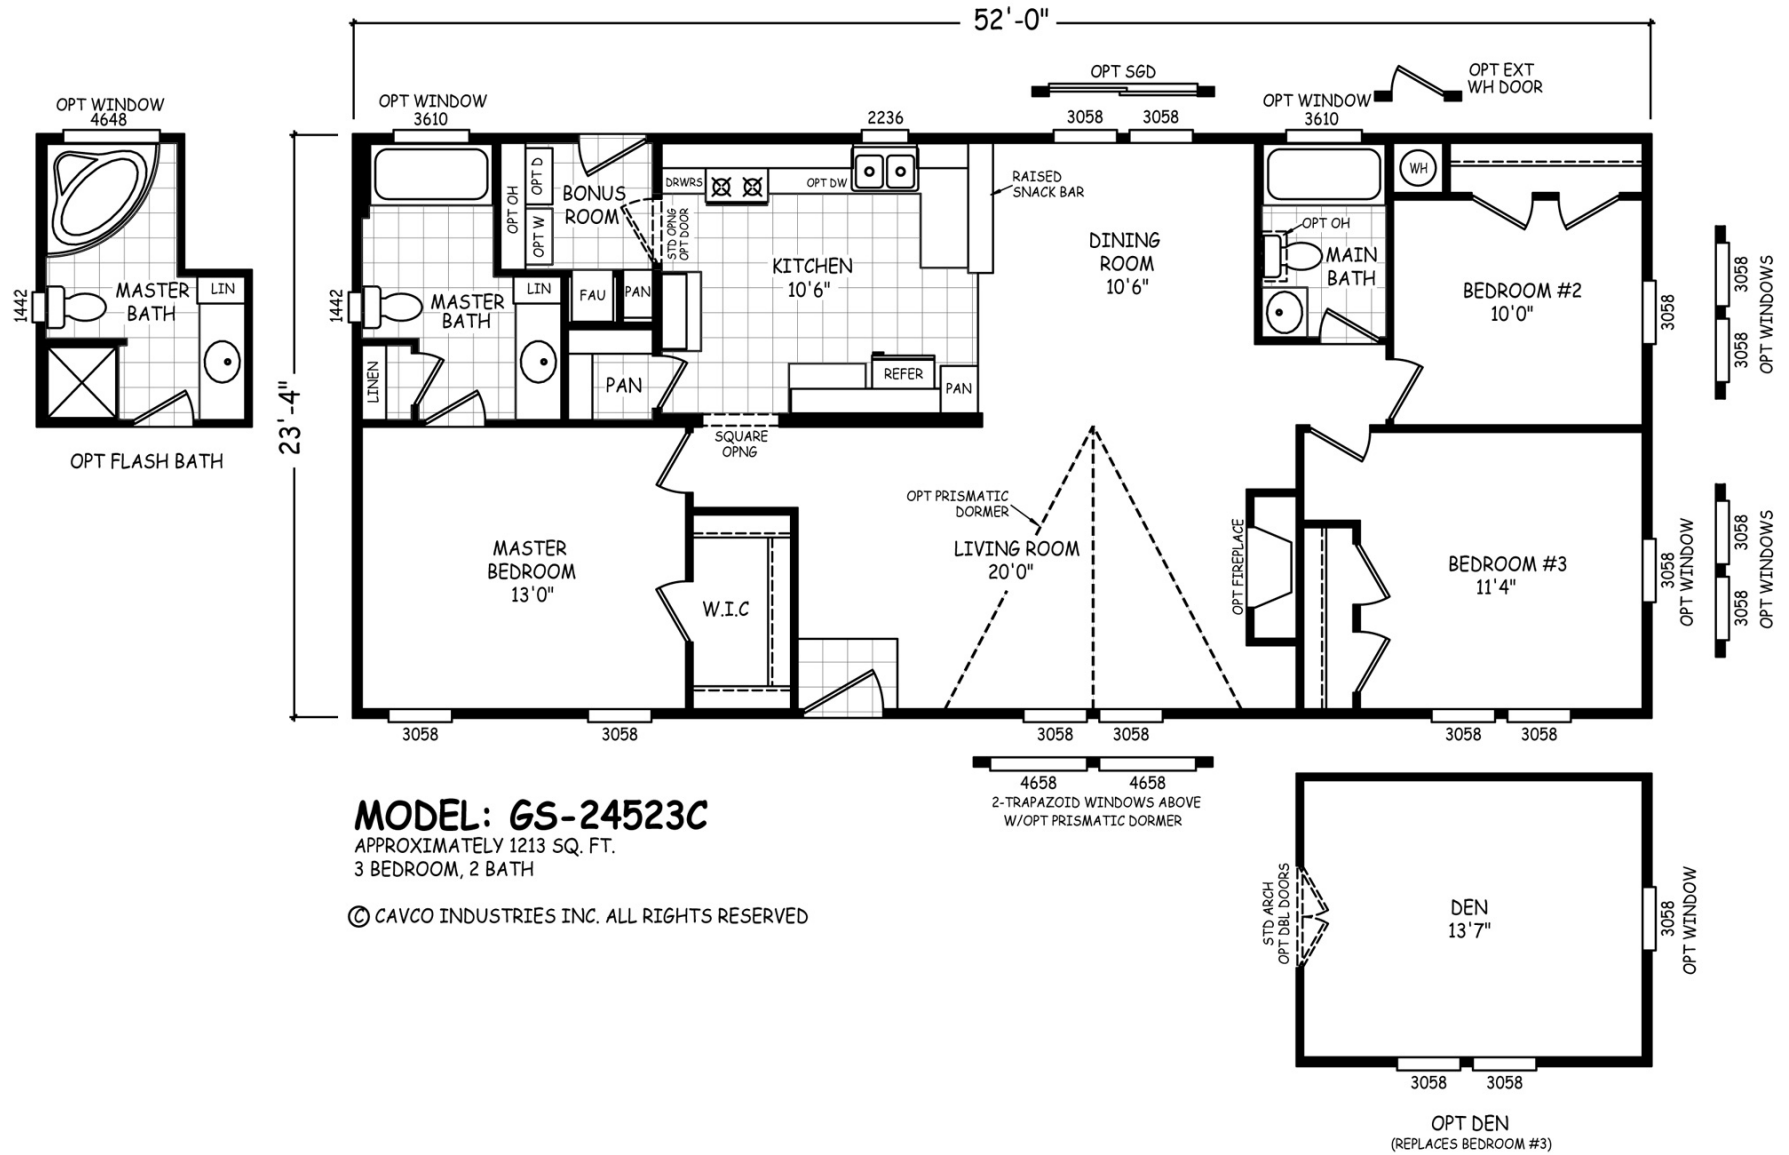 52'-0"
OPT SGD
OPT EXT
WH DOOR
OPT WINDOW
4648
OPT WINDOW
3610
2236
3058
3058
OPT WINDOW
3610
OPT OH
OPT D
OPT W
BONUS
ROOM
DRWRS
OPT DW
STD OPNG
OPT DOOR
RAISED
SNACK BAR
WH
OPT OH
MAIN
BATH
DINING
ROOM
10'6"
KITCHEN
10'6"
BEDROOM #2
10'0"
3058
3058
3058
OPT WINDOWS
1442
MASTER
BATH
LIN
1442
MASTER
BATH
LIN
FAU
PAN
LINEN
PAN
REFER
PAN
23'-4"
OPT FLASH BATH
SQUARE
OPNG
OPT PRISMATIC
DORMER
LIVING ROOM
20'0"
OPT FIREPLACE
MASTER
BEDROOM
13'0"
W.I.C
BEDROOM #3
11'4"
3058
OPT WINDOW
3058
3058
OPT WINDOWS
3058
3058
3058
3058
3058
3058
4658
4658
2-TRAPAZOID WINDOWS ABOVE
W/OPT PRISMATIC DORMER
MODEL: GS-24523C
APPROXIMATELY 1213 SQ. FT.
3 BEDROOM, 2 BATH
© CAVCO INDUSTRIES INC. ALL RIGHTS RESERVED
STD ARCH
OPT DBL DOORS
DEN
13'7"
3058
OPT WINDOW
3058
3058
OPT DEN
(REPLACES BEDROOM #3)